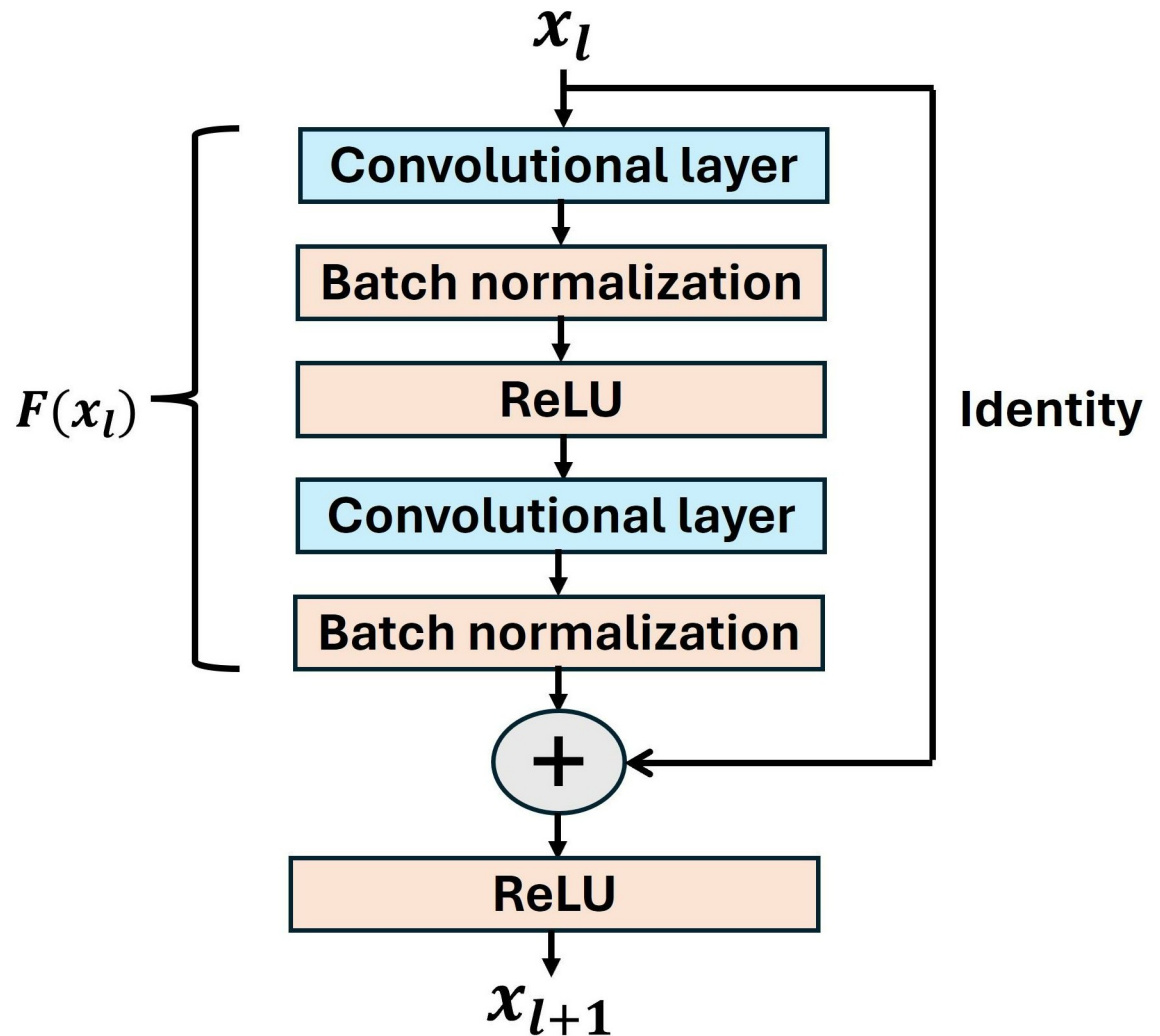 x_l
Convolutional layer
Batch normalization
ReLU
F(x_l)
Identity
Convolutional layer
Batch normalization
+
ReLU
x_{l+1}